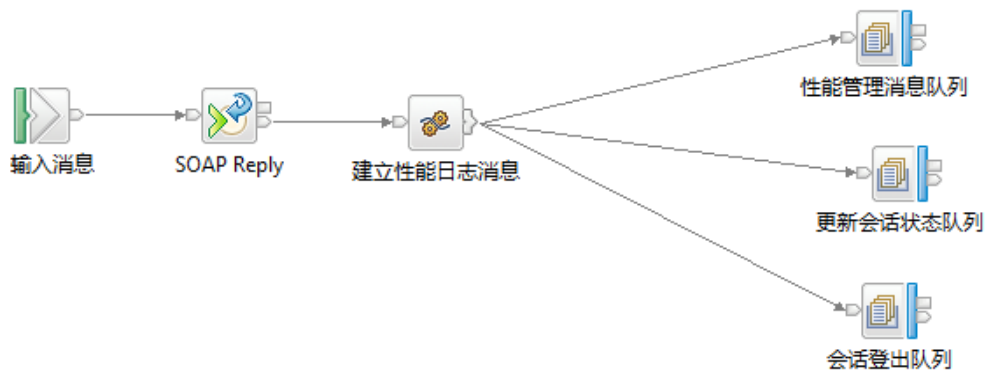 输入消息
SOAP Reply
建立性能日志消息
性能管理消息队列
更新会话状态队列
会话登出队列